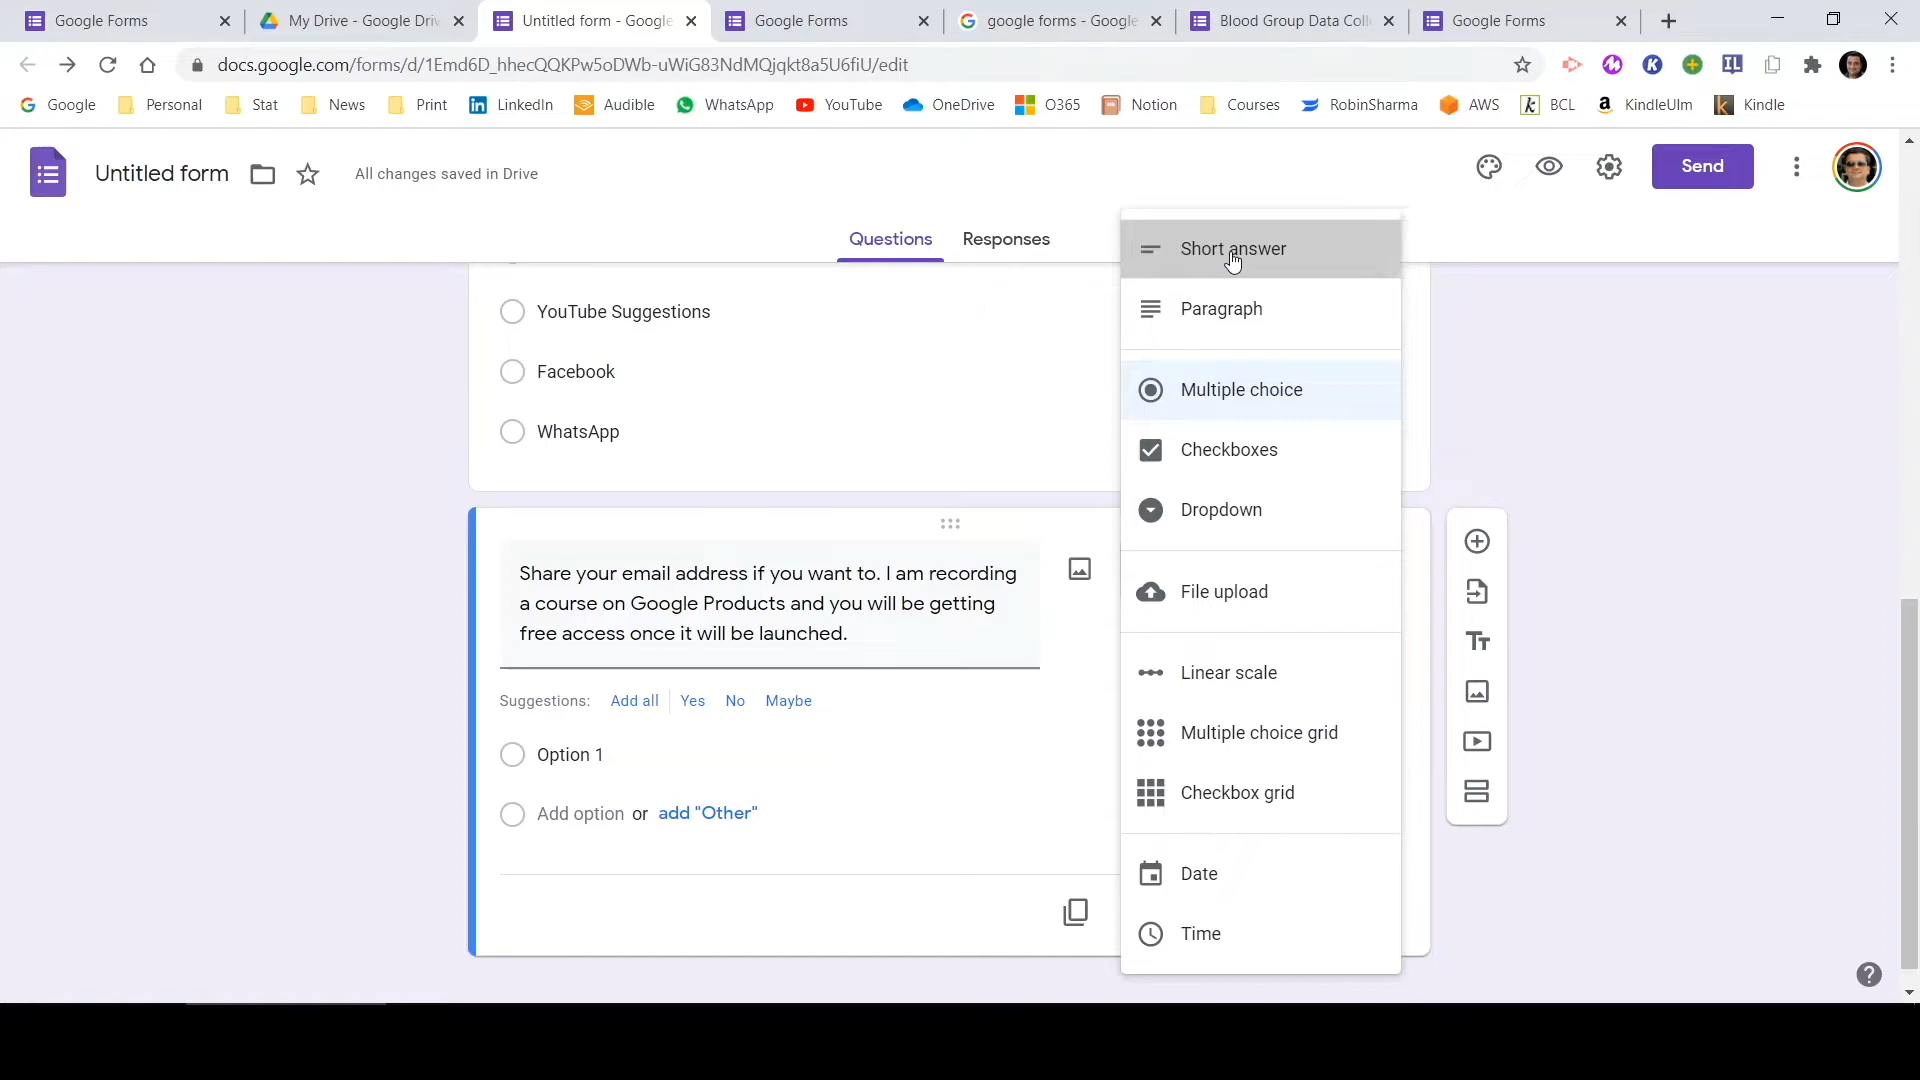 Google Forms
My Drive - Google Driv
Untitled form - Google
Google Forms
google forms - Google
Blood Group Data Coll
Google Forms
docs.google.com/forms/d/1Emd6D_hhecQQKPw5oDWb-uWiG83NdMQjqkt8a5U6fiU/edit
Google
Personal
Stat
News
Print
LinkedIn
Audible
WhatsApp
YouTube
OneDrive
O365
Notion
Courses
RobinSharma
AWS
BCL
KindleUlm
Kindle
Untitled form
All changes saved in Drive
Send
Questions
Responses
YouTube Suggestions
Facebook
WhatsApp
Share your email address if you want to. I am recording
a course on Google Products and you will be getting
free access once it will be launched.
Suggestions:
Add all
Yes
No
Maybe
Option 1
Add option or add "Other"
Short answer
Paragraph
Multiple choice
Checkboxes
Dropdown
File upload
Linear scale
Multiple choice grid
Checkbox grid
Date
Time